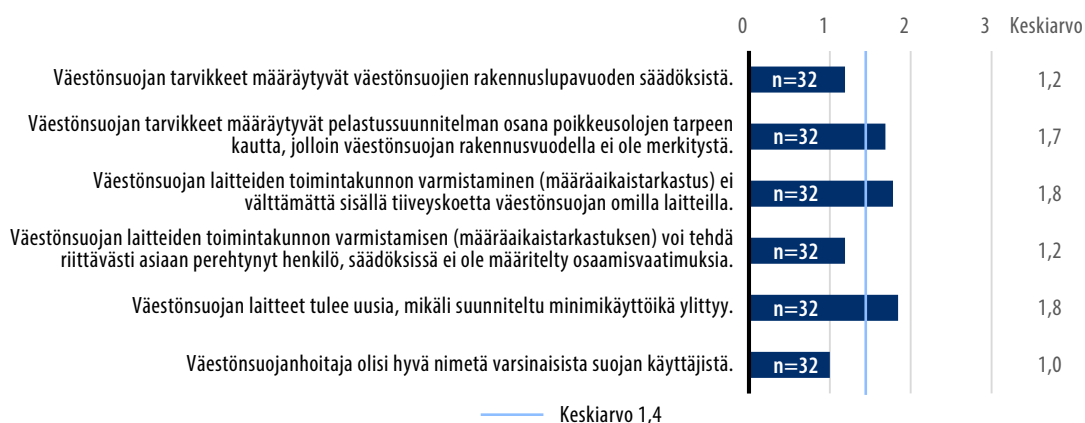 0 1 2 3 Keskiarvo
Väestönsuojan tarvikkeet määräytyvät väestönsuojien rakennuslupavuoden säädöksistä. n=32 1,2
Väestönsuojan tarvikkeet määräytyvät pelastussuunnitelman osana poikkeusolojen tarpeen
kautta, jolloin väestönsuojan rakennusvuodella ei ole merkitystä. n=32 1,7
Väestönsuojan laitteiden toimintakunnon varmistaminen (määräaikaistarkastus) ei
välttämättä sisällä tiiveyskoetta väestönsuojan omilla laitteilla. n=32 1,8
Väestönsuojan laitteiden toimintakunnon varmistamisen (määräaikaistarkastuksen) voi tehdä
riittävästi asiaan perehtynyt henkilö, säädöksissä ei ole määritelty osaamisvaatimuksia. n=32 1,2
Väestönsuojan laitteet tulee uusia, mikäli suunniteltu minimikäyttöikä ylittyy. n=32 1,8
Väestönsuojanhoitaja olisi hyvä nimetä varsinaisista suojan käyttäjistä. n=32 1,0
Keskiarvo 1,4